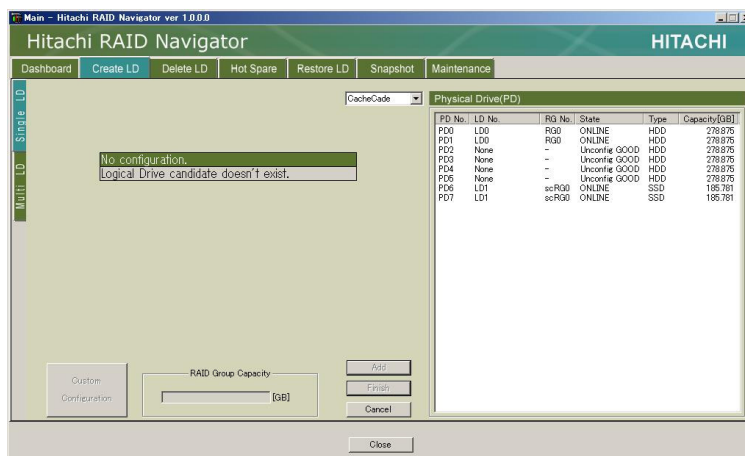 Main - Hitachi RAID Navigator ver 1.0.0.0
Hitachi RAID Navigator
HITACHI
Dashboard Create LD Delete LD Hot Spare Restore LD Snapshot Maintenance
Single LD
Multi LD
CacheCade
No configuration.
Logical Drive candidate doesn't exist.
Custom
Configuration
RAID Group Capacity
[GB]
Add
Finish
Cancel
Physical Drive(PD)
PD No. LD No. RG No. State Type Capacity[GB]
PD0 LD0 RG0 ONLINE HDD 278.875
PD1 LD0 RG0 ONLINE HDD 278.875
PD2 None - Unconfig GOOD HDD 278.875
PD3 None - Unconfig GOOD HDD 278.875
PD4 None - Unconfig GOOD HDD 278.875
PD5 None - Unconfig GOOD HDD 278.875
PD6 LD1 scRG0 ONLINE SSD 185.781
PD7 LD1 scRG0 ONLINE SSD 185.781
Close